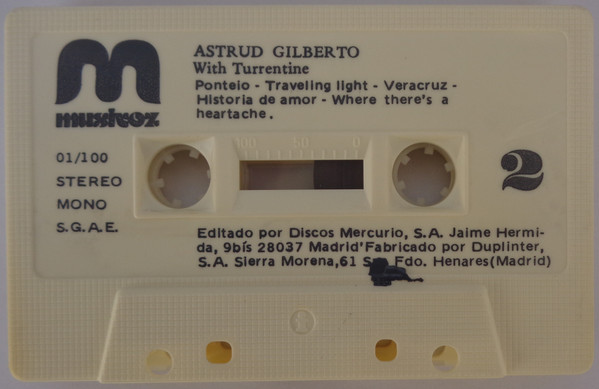 ASTRUD GILBERTO
With Turrentine
Ponteio - Traveling light - Veracruz -
Historia de amor - Where there's a
heartache.
musivoz
01/100
STEREO
MONO
S.G.A.E.
100 50 0
2
Editado por Discos Mercurio, S.A. Jaime Hermi-
da, 9bís 28037 Madrid'Fabricado por Duplinter,
S.A. Sierra Morena,61 Fdo. Henares(Madrid)